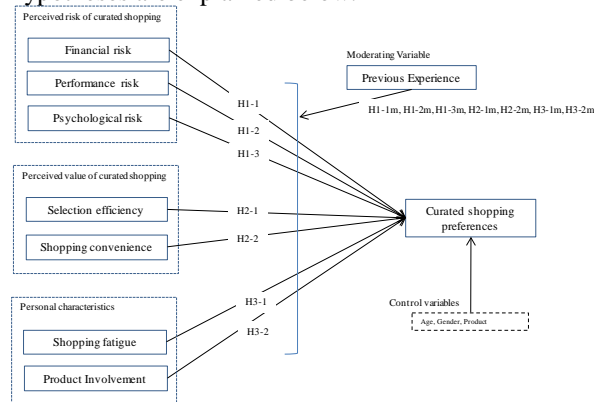 Perceived risk of curated shopping
Financial risk
Performance risk
Psychological risk
Perceived value of curated shopping
Selection efficiency
Shopping convenience
Personal characteristics
Shopping fatigue
Product Involvement
H1-1
H1-2
H1-3
H2-1
H2-2
H3-1
H3-2
Moderating Variable
Previous Experience
H1-1m, H1-2m, H1-3m, H2-1m, H2-2m, H3-1m, H3-2m
Curated shopping
preferences
Control variables
Age, Gender, Product